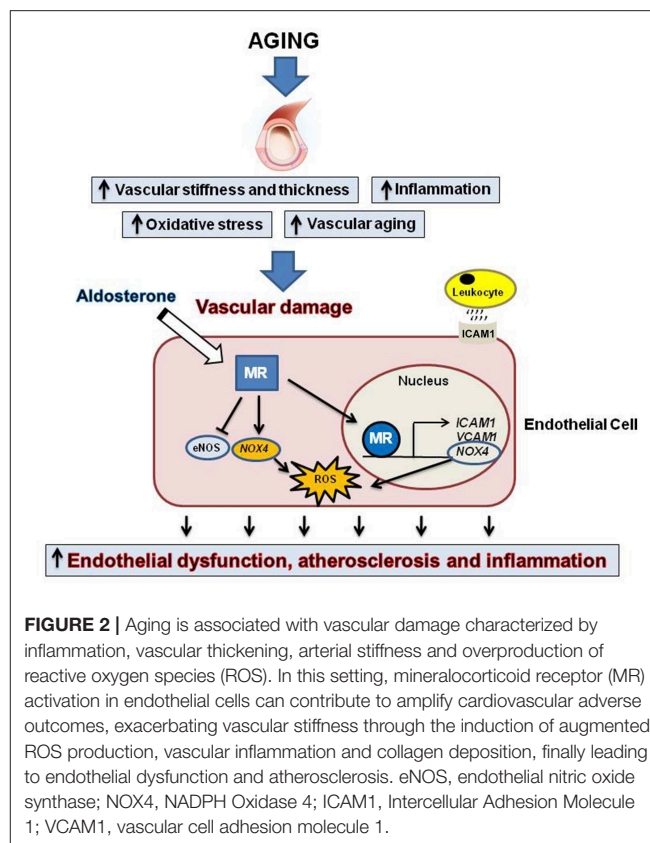 AGING
↑ Vascular stiffness and thickness
↑ Inflammation
↑ Oxidative stress
↑ Vascular aging
Aldosterone
Vascular damage
Leukocyte
ICAM1
MR
Nucleus
eNOS
NOX4
MR
ICAM1
VCAM1
NOX4
Endothelial Cell
ROS
↑ Endothelial dysfunction, atherosclerosis and inflammation
FIGURE 2 | Aging is associated with vascular damage characterized by
inflammation, vascular thickening, arterial stiffness and overproduction of
reactive oxygen species (ROS). In this setting, mineralocorticoid receptor (MR)
activation in endothelial cells can contribute to amplify cardiovascular adverse
outcomes, exacerbating vascular stiffness through the induction of augmented
ROS production, vascular inflammation and collagen deposition, finally leading
to endothelial dysfunction and atherosclerosis. eNOS, endothelial nitric oxide
synthase; NOX4, NADPH Oxidase 4; ICAM1, Intercellular Adhesion Molecule
1; VCAM1, vascular cell adhesion molecule 1.